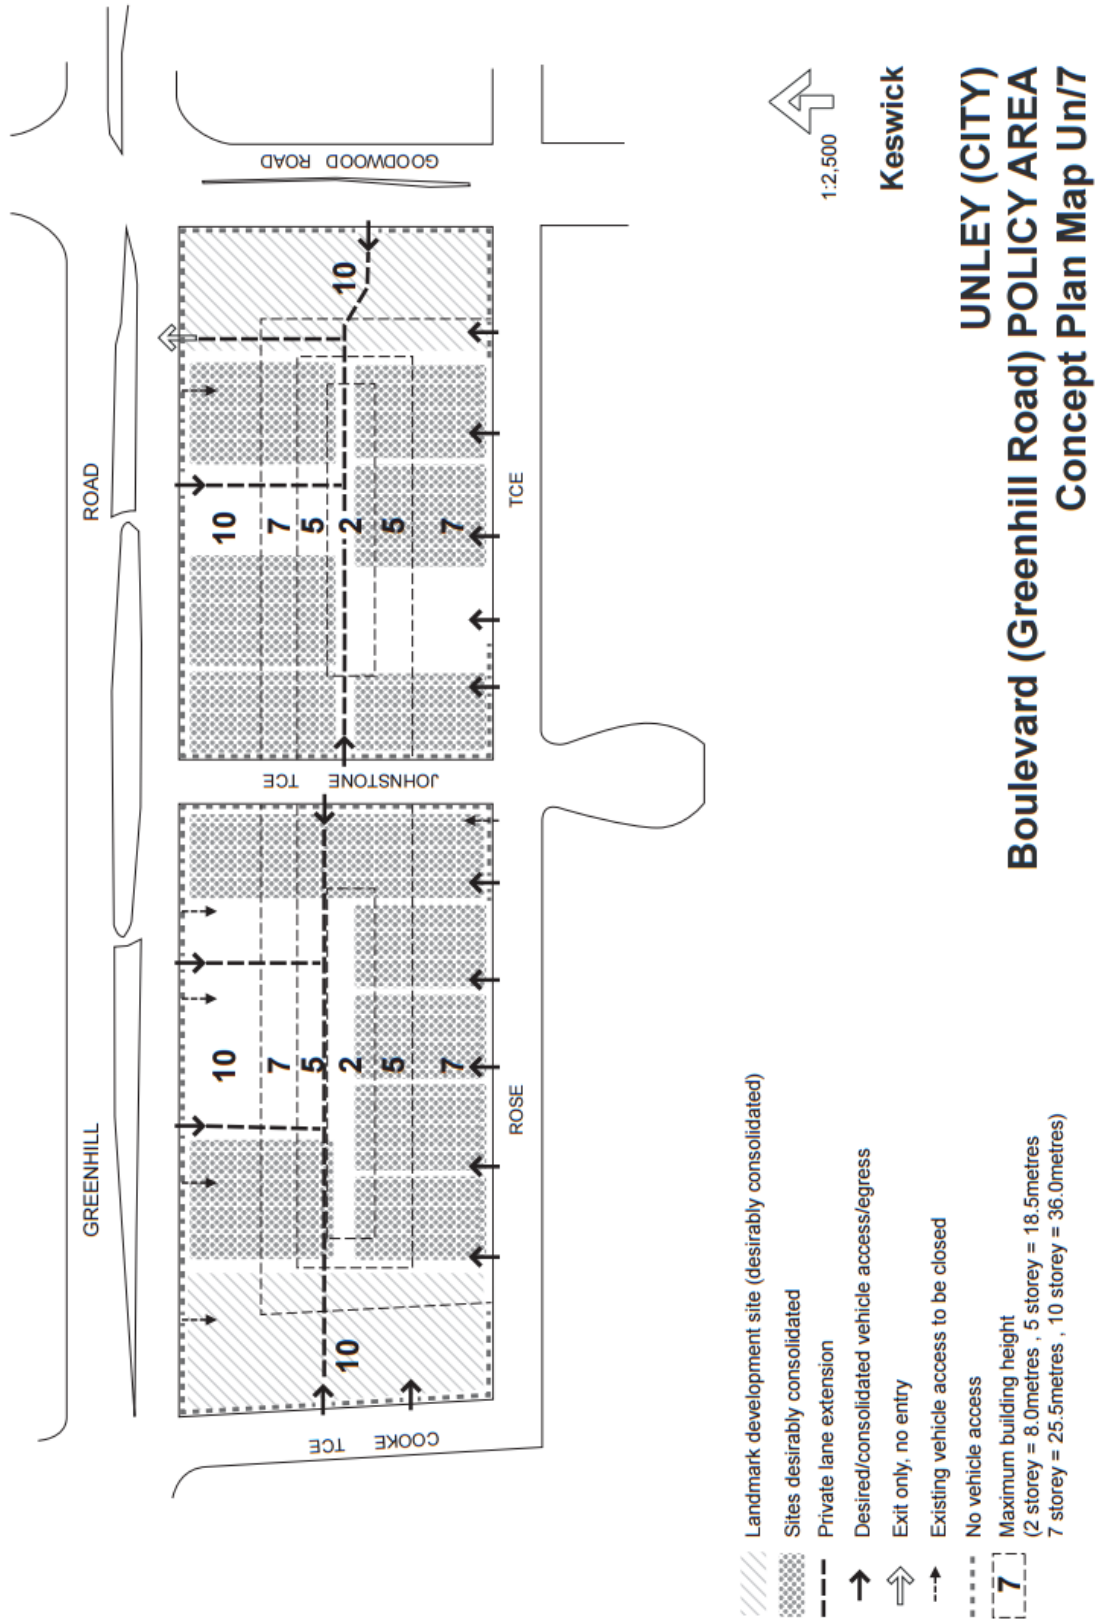 GREENHILL
ROAD
COOKE TCE
JOHNSTONE TCE
GOODWOOD ROAD
ROSE
TCE
10
10
7
5
2
5
7
10
7
5
2
5
7
10
Landmark development site (desirably consolidated)
Sites desirably consolidated
Private lane extension
Desired/consolidated vehicle access/egress
Exit only, no entry
Existing vehicle access to be closed
No vehicle access
7
Maximum building height
(2 storey = 8.0metres , 5 storey = 18.5metres
7 storey = 25.5metres , 10 storey = 36.0metres)
1:2,500
Keswick
UNLEY (CITY)
Boulevard (Greenhill Road) POLICY AREA
Concept Plan Map Un/7